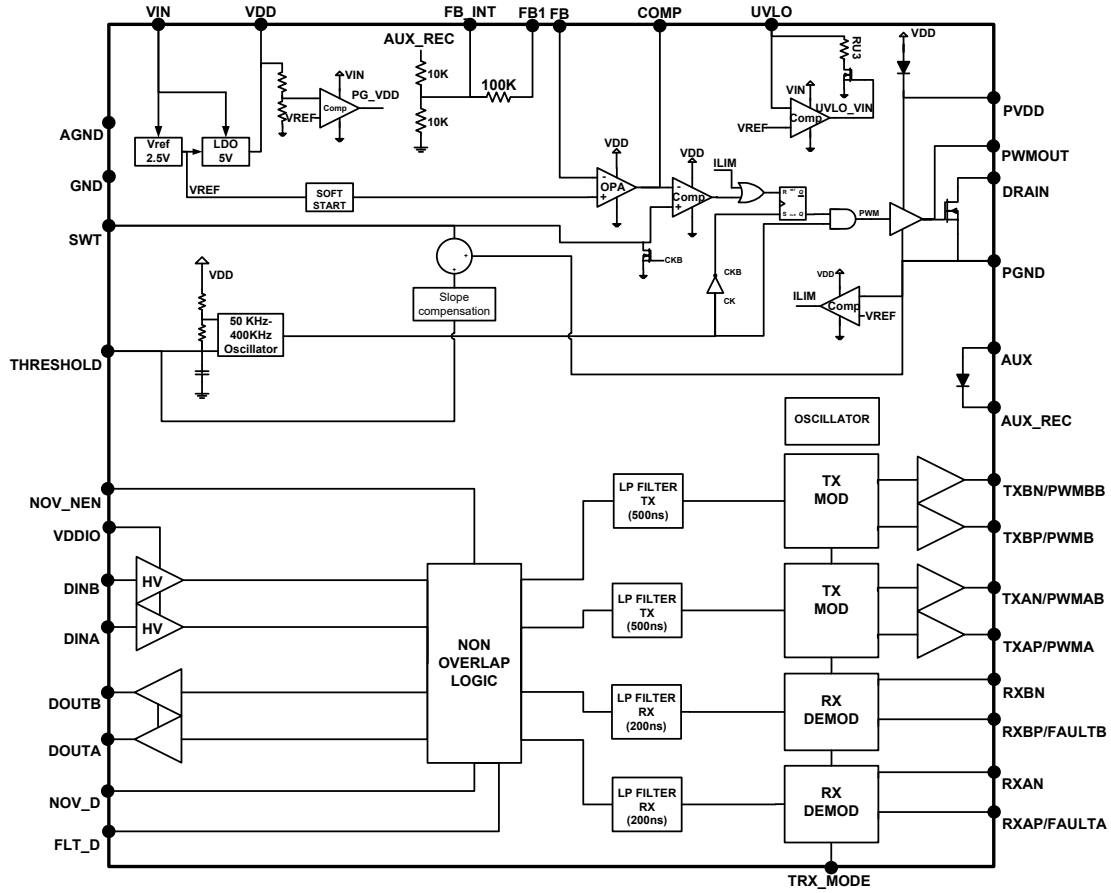 VIN
VDD
FB_INT
FB1
FB
COMP
UVLO
AUX_REC
10K
10K
100K
VIN
PG_VDD
Comp
VREF
RU3
VDD
VIN
UVLO_VIN
Comp
VREF
AGND
GND
SWT
THRESHOLD
PVDD
PWMOUT
DRAIN
PGND
AUX
AUX_REC
Vref
2.5V
LDO
5V
VREF
SOFT
START
VDD
-
OPA
+
VDD
-
Comp
+
ILIM
R
Q
S
Q
PWM
CKB
CKB
CK
VDD
ILIM
Comp
VREF
VDD
50 KHz-
400KHz
Oscillator
+
+
Slope
compensation
OSCILLATOR
NOV_NEN
VDDIO
DINB
DINA
DOUTB
DOUTA
NOV_D
FLT_D
HV
HV
NON
OVERLAP
LOGIC
LP FILTER
TX
(500ns)
LP FILTER
TX
(500ns)
LP FILTER
RX
(200ns)
LP FILTER
RX
(200ns)
TX
MOD
TX
MOD
RX
DEMOD
RX
DEMOD
TXBN/PWMBB
TXBP/PWMB
TXAN/PWMAB
TXAP/PWMA
RXBN
RXBP/FAULTB
RXAN
RXAP/FAULTA
TRX_MODE